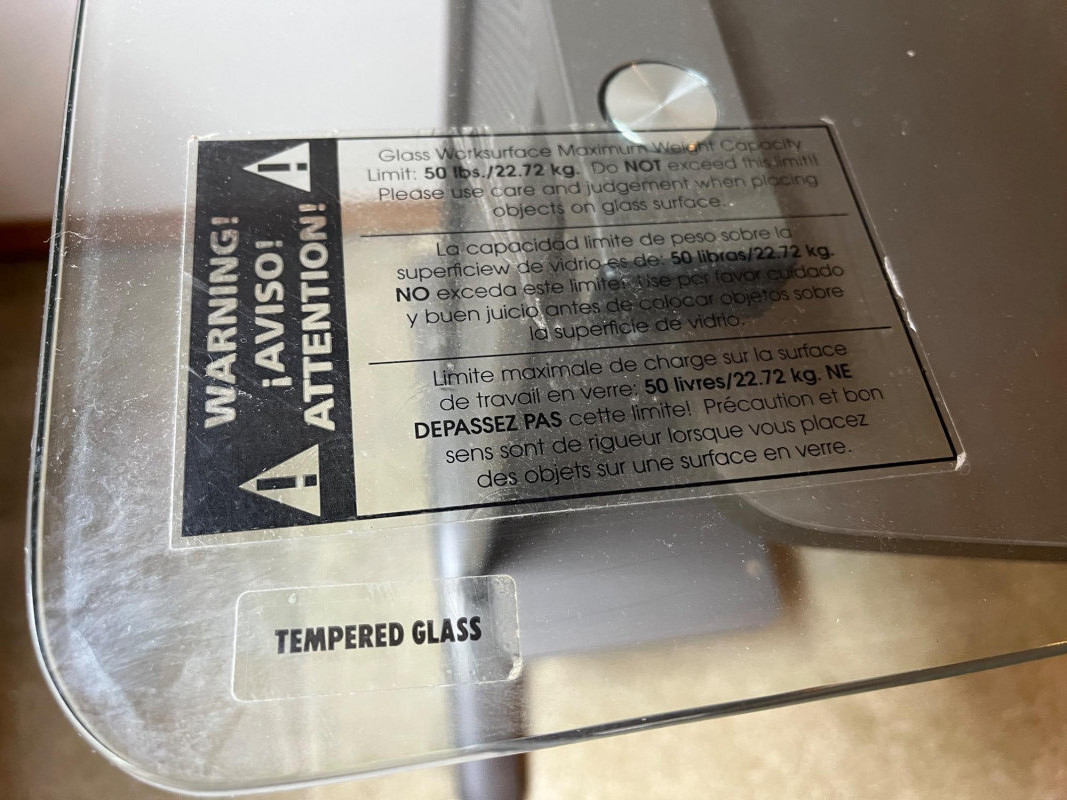 WARNING!
¡AVISO!
ATTENTION!
Glass Worksurface Maximum Weight Capacity
Limit: 50 lbs./22.72 kg. Do NOT exceed this limit!!
Please use care and judgement when placing
objects on glass surface.
La capacidad limite de peso sobre la
superficiew de vidrio es de: 50 libras/22.72 kg.
NO exceda este limite! Use por favor cuidado
y buen juicio antes de colocar objetos sobre
la superficie de vidrio.
Limite maximale de charge sur la surface
de travail en verre: 50 livres/22.72 kg. NE
DEPASSEZ PAS cette limite! Précaution et bon
sens sont de rigueur lorsque vous placez
des objets sur une surface en verre.
TEMPERED GLASS